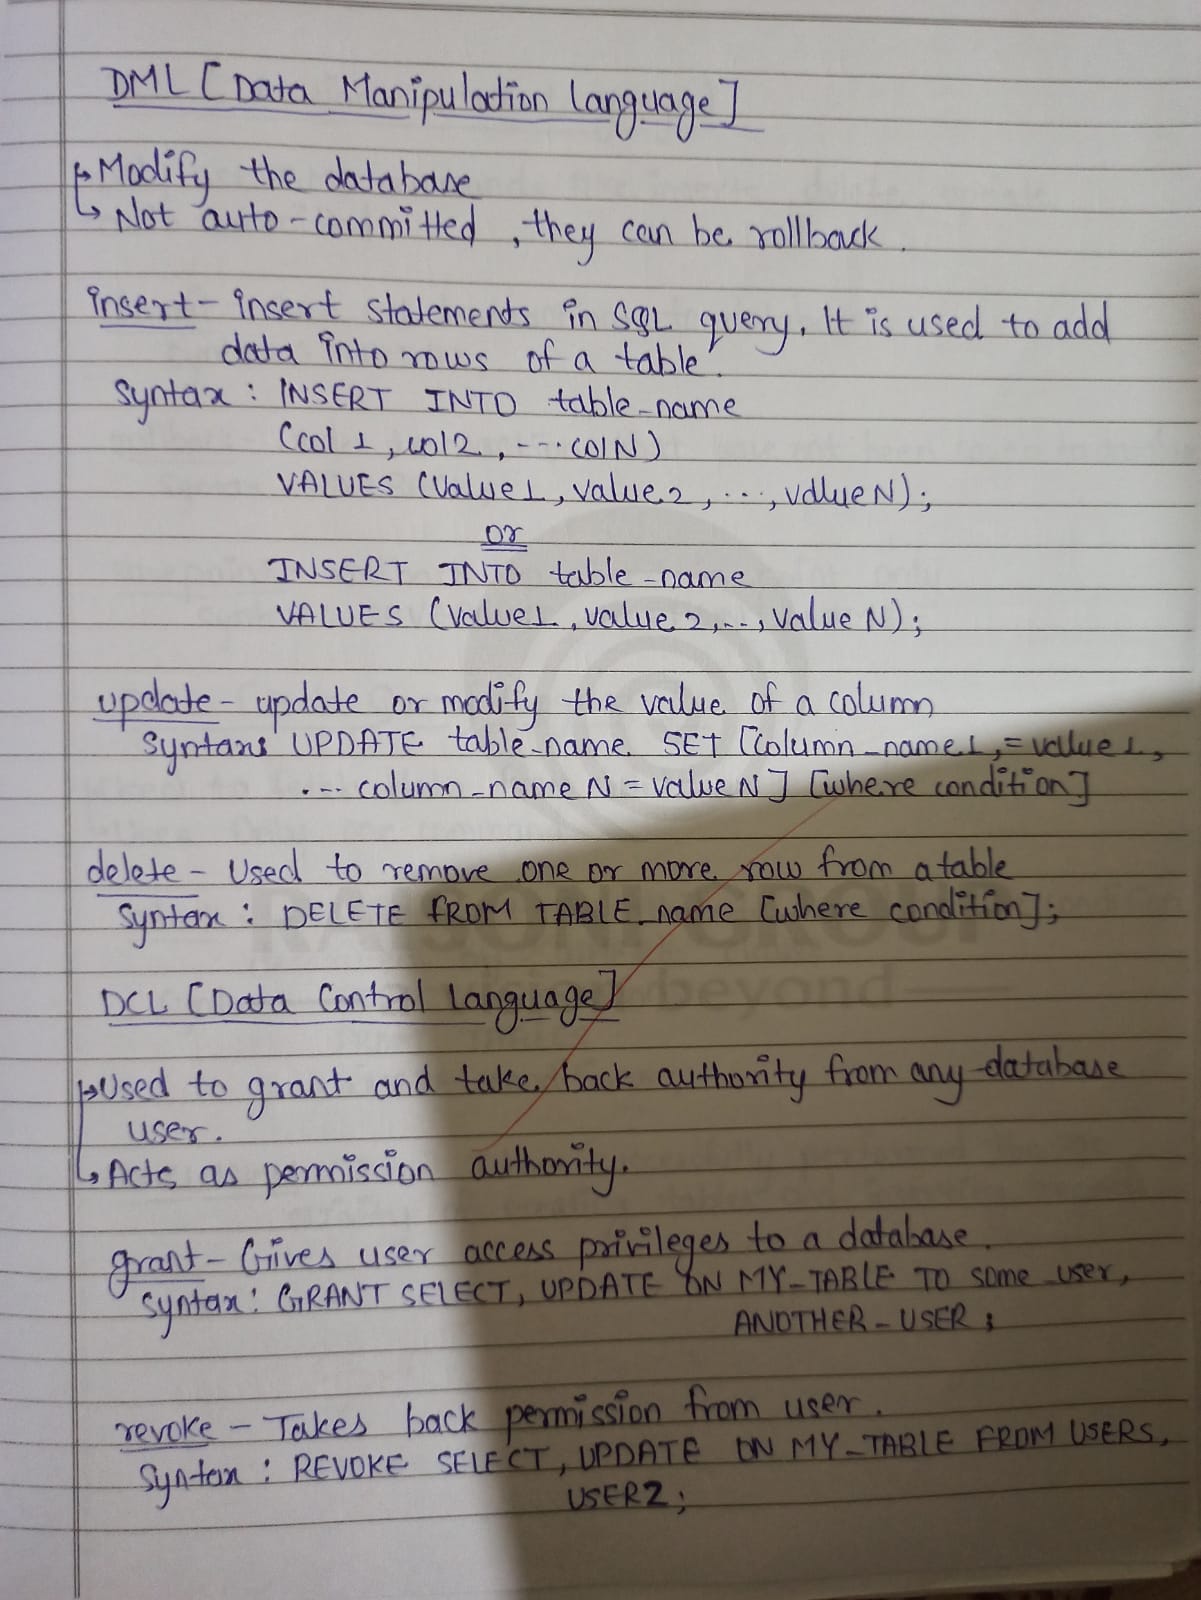 DML [Data Manipulation language]
↳ Modify the database
↳ Not auto-committed, they can be rollback.
insert - insert statements in SQL query. It is used to add
data into rows of a table.
Syntax : INSERT INTO table-name
(col 1, col2, --- colN)
VALUES (value1, value2, ..., valueN);
or
INSERT INTO table-name
VALUES (value1, value 2, --, value N);
update - update or modify the value of a column
Syntans UPDATE table-name SET [column-name1,=value1,
.-- column-name N = value N] [where condition]
delete - Used to remove one or more row from a table
Syntax : DELETE FROM TABLE_name [where condition];
DCL [Data Control language]
↳ Used to grant and take back authority from any database
user.
↳ Acts as permission authority.
grant - Gives user access privileges to a database.
Syntax : GRANT SELECT, UPDATE ON MY-TABLE TO some user,
ANOTHER-USER;
revoke - Takes back permission from user.
Syntax : REVOKE SELECT, UPDATE ON MY-TABLE FROM USERS,
USER2;
GROUP
beyond